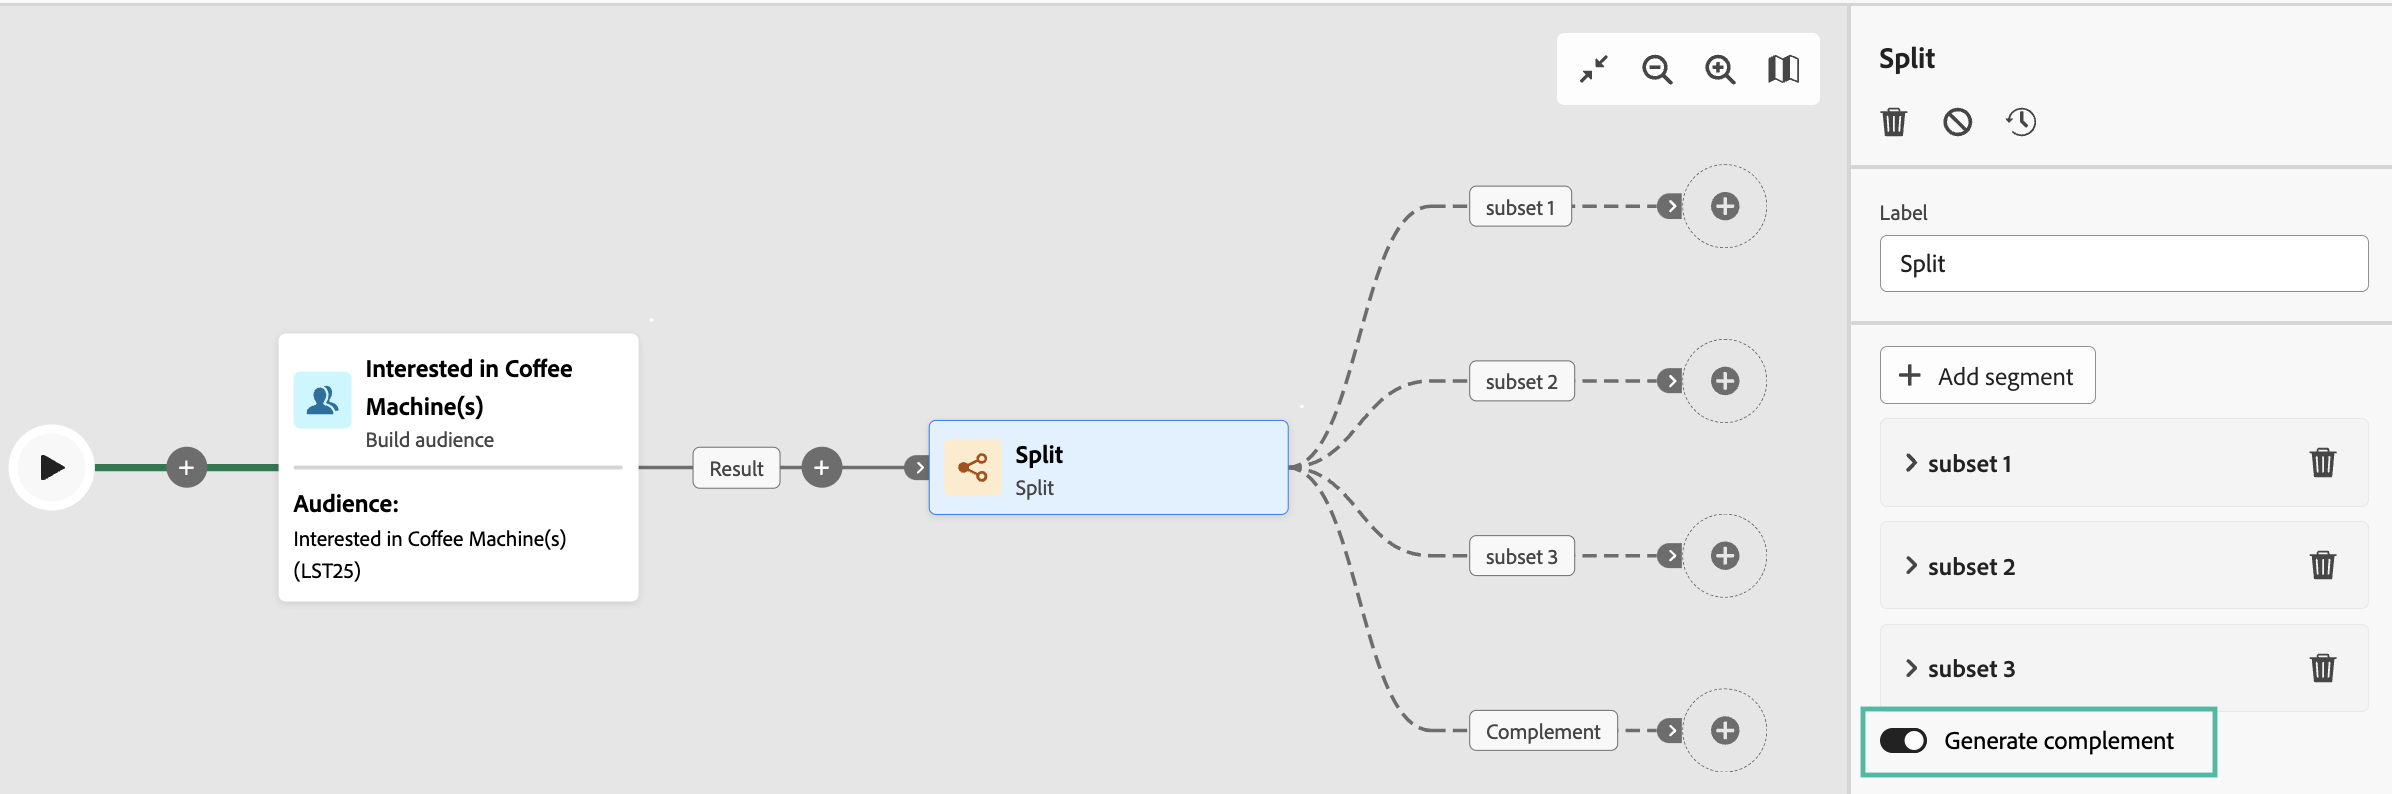 Interested in Coffee
Machine(s)
Build audience
Audience:
Interested in Coffee Machine(s)
(LST25)
Result
Split
Split
subset 1
subset 2
subset 3
Complement
Split
Label
Split
Add segment
subset 1
subset 2
subset 3
Generate complement